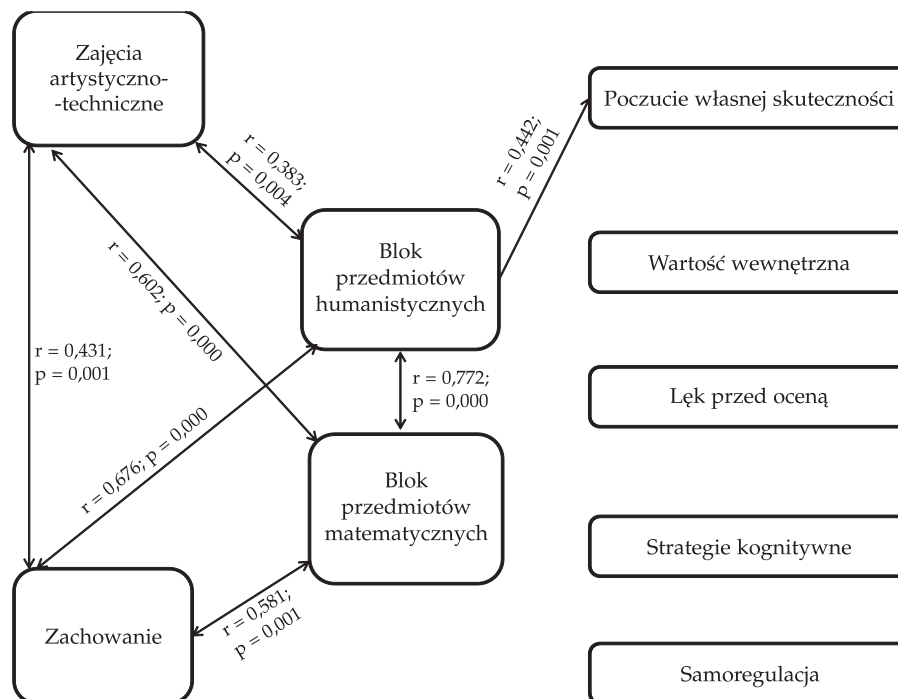 Zajęcia
artystyczno-
-techniczne
Poczucie własnej skuteczności
r = 0,442;
p = 0,001
r = 0,383;
p = 0,004
Blok
przedmiotów
humanistycznych
Wartość wewnętrzna
r = 0,602; p = 0,000
r = 0,431;
p = 0,001
r = 0,772;
p = 0,000
Lęk przed oceną
r = 0,676; p = 0,000
Blok
przedmiotów
matematycznych
Strategie kognitywne
r = 0,581;
p = 0,001
Zachowanie
Samoregulacja